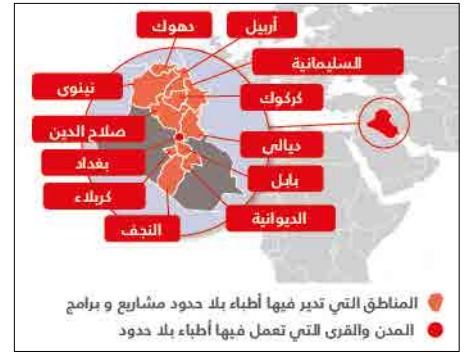 دهوك
أربيل
السليمانية
نينوى
كركوك
صلاح الدين
ديالى
بغداد
بابل
كربلاء
الديوانية
النجف
المناطق التي تدير فيها أطباء بلا حدود مشاريع و برامج
المدن والقرى التي تعمل فيها أطباء بلا حدود